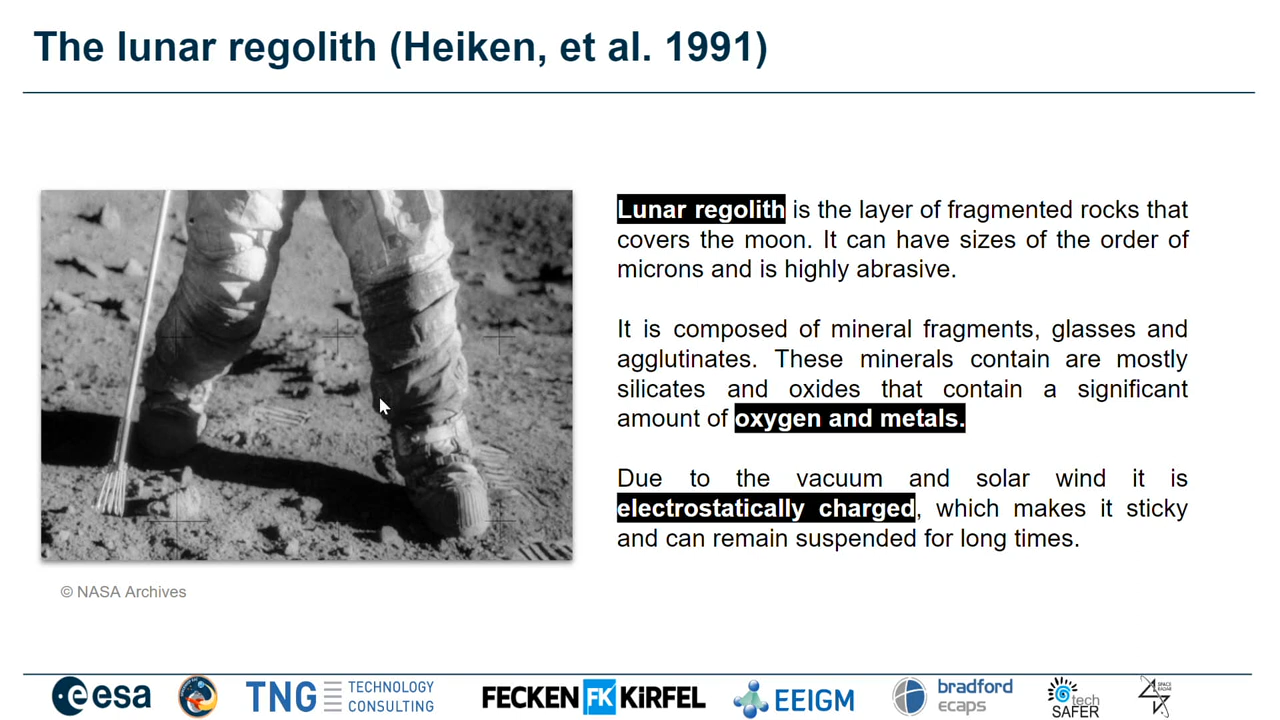 The lunar regolith (Heiken, et al. 1991)
Lunar regolith is the layer of fragmented rocks that
covers the moon. It can have sizes of the order of
microns and is highly abrasive.
It is composed of mineral fragments, glasses and
agglutinates. These minerals contain are mostly
silicates and oxides that contain a significant
amount of oxygen and metals.
Due to the vacuum and solar wind it is
electrostatically charged, which makes it sticky
and can remain suspended for long times.
© NASA Archives
esa
TNG TECHNOLOGY
CONSULTING
FECKEN FK KiRFEL
EEIGM
bradford
ecaps
tech
SAFER
SPACE